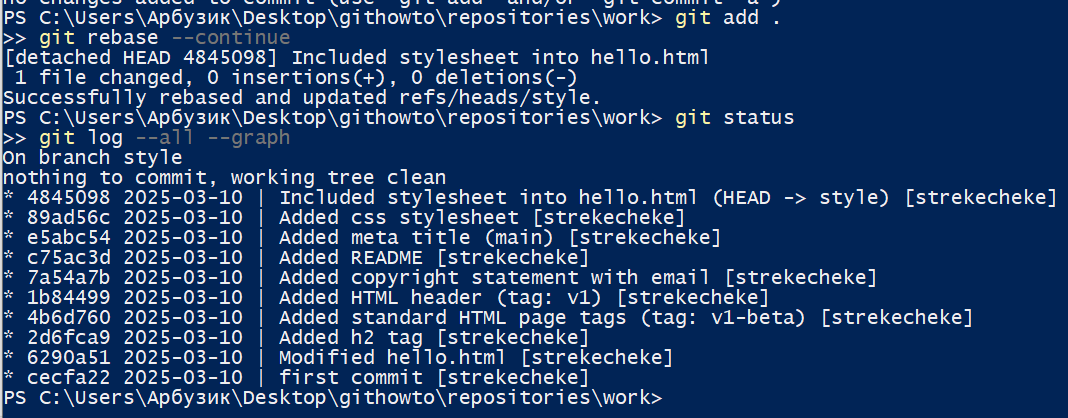 no changes added to commit (use "git add" and/or "git commit -a")
PS C:\Users\Арбузик\Desktop\githowto\repositories\work> git add .
>> git rebase --continue
[detached HEAD 4845098] Included stylesheet into hello.html
 1 file changed, 0 insertions(+), 0 deletions(-)
Successfully rebased and updated refs/heads/style.
PS C:\Users\Арбузик\Desktop\githowto\repositories\work> git status
>> git log --all --graph
On branch style
nothing to commit, working tree clean
* 4845098 2025-03-10 | Included stylesheet into hello.html (HEAD -> style) [strekecheke]
* 89ad56c 2025-03-10 | Added css stylesheet [strekecheke]
* e5abc54 2025-03-10 | Added meta title (main) [strekecheke]
* c75ac3d 2025-03-10 | Added README [strekecheke]
* 7a54a7b 2025-03-10 | Added copyright statement with email [strekecheke]
* 1b84499 2025-03-10 | Added HTML header (tag: v1) [strekecheke]
* 4b6d760 2025-03-10 | Added standard HTML page tags (tag: v1-beta) [strekecheke]
* 2d6fca9 2025-03-10 | Added h2 tag [strekecheke]
* 6290a51 2025-03-10 | Modified hello.html [strekecheke]
* cecfa22 2025-03-10 | first commit [strekecheke]
PS C:\Users\Арбузик\Desktop\githowto\repositories\work>